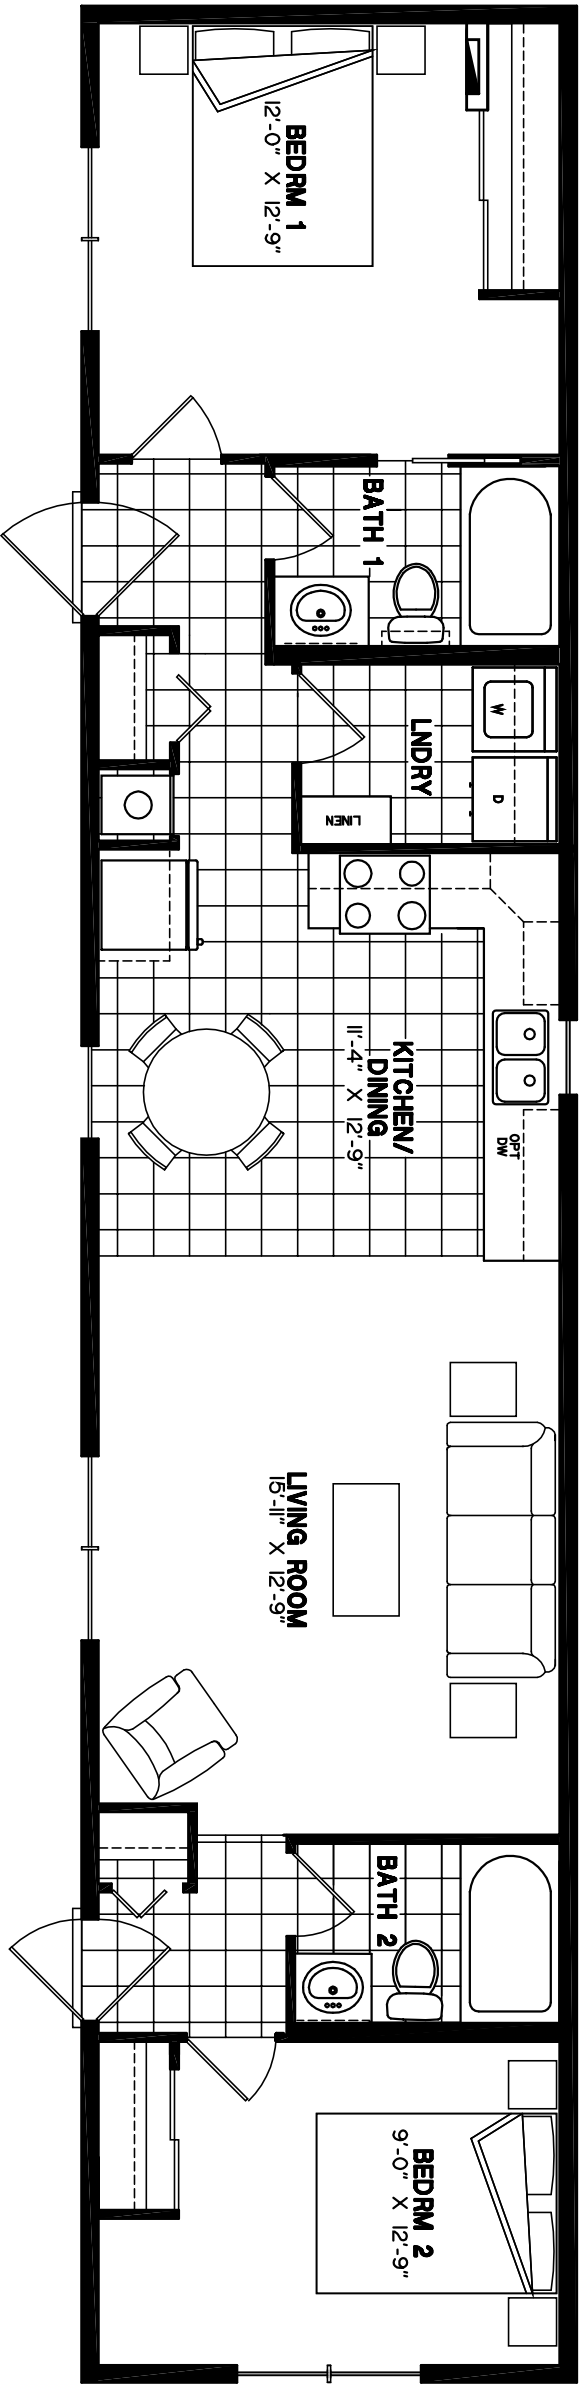 BEDRM 1
12'-0" X 12'-9"
BATH 1
W
LNDRY
D
LINEN
KITCHEN/
DINING
11'-4" X 12'-9"
OPT
DW
LIVING ROOM
15'-11" X 12'-9"
BATH 2
BEDRM 2
9'-0" X 12'-9"